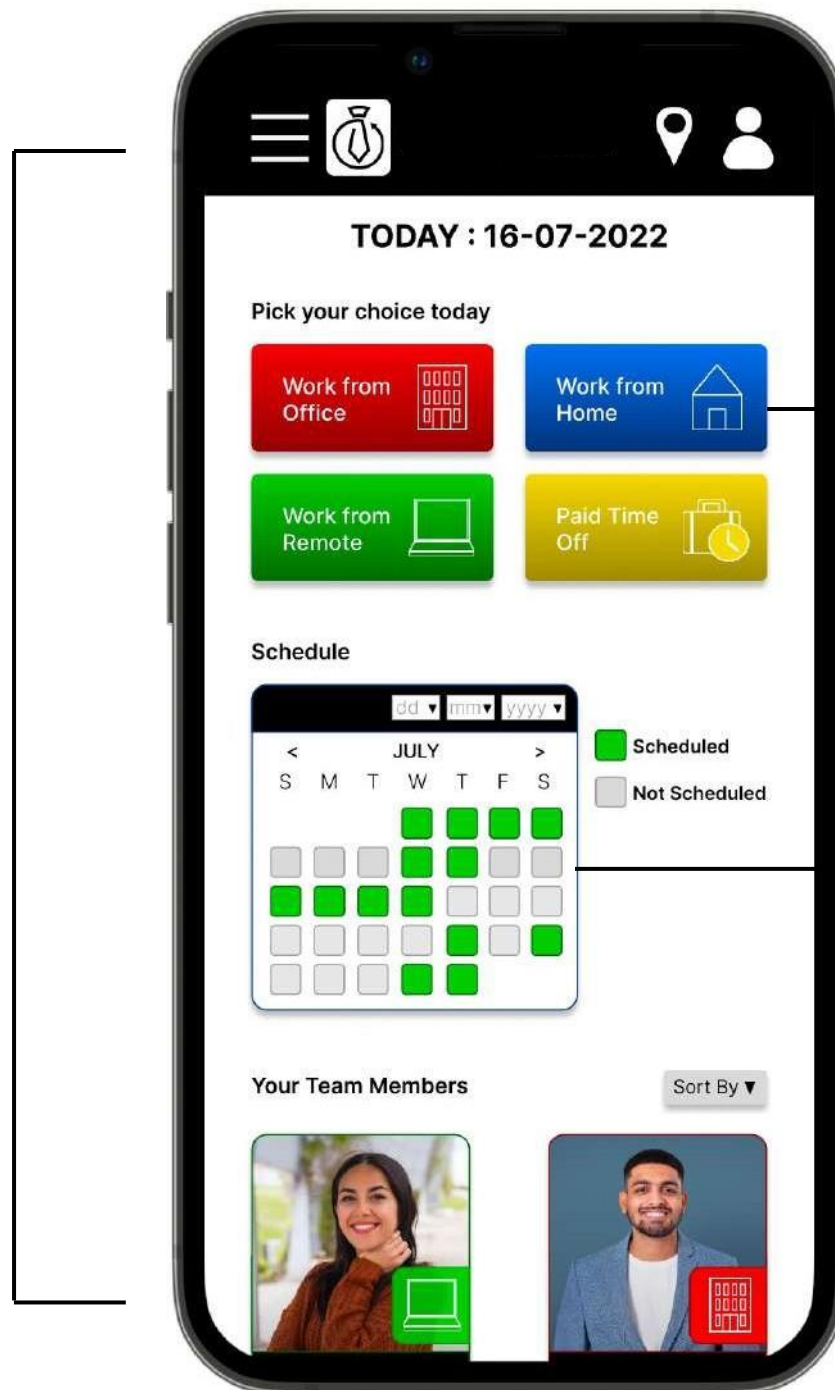 TODAY : 16-07-2022
Pick your choice today
Work from
Office
Work from
Home
Work from
Remote
Paid Time
Off
Schedule
dd ▼ mm▼ yyyy ▼
< JULY >
S M T W T F S
Scheduled
Not Scheduled
Your Team Members
Sort By ▼